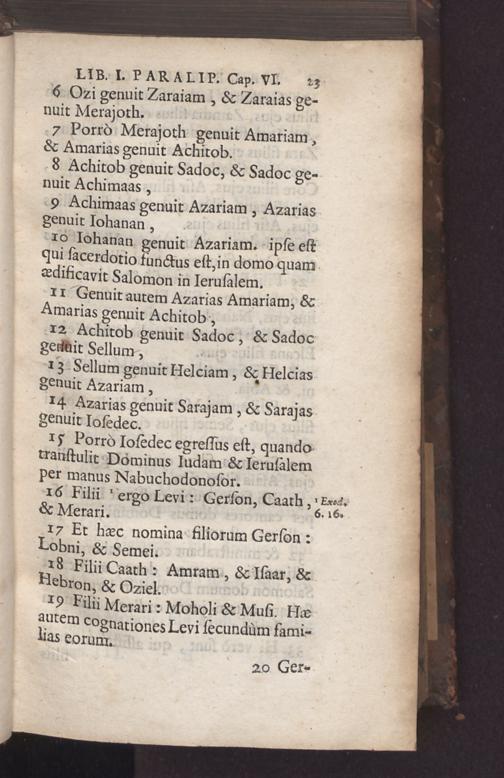 LIB. I. PARALIP. Cap. VI. 23
6 Ozi genuit Zaraiam, & Zaraias ge-
nuit Merajoth.
7 Porrò Merajoth genuit Amariam,
& Amarias genuit Achitob.
8 Achitob genuit Sadoc, & Sadoc ge-
nuit Achimaas,
9 Achimaas genuit Azariam, Azarias
genuit Iohanan,
10 Iohanan genuit Azariam. ipſe eſt
qui ſacerdotio functus eſt, in domo quam
ædificavit Salomon in Ieruſalem.
11 Genuit autem Azarias Amariam, &
Amarias genuit Achitob,
12 Achitob genuit Sadoc, & Sadoc
genuit Sellum,
13 Sellum genuit Helciam, & Helcias
genuit Azariam,
14 Azarias genuit Sarajam, & Sarajas
genuit Ioſedec.
15 Porrò Ioſedec egreſſus eſt, quando
tranſtulit Dominus Iudam & Ieruſalem
per manus Nabuchodonoſor.
16 Filii ¹ ergo Levi: Gerſon, Caath, ¹ Exod.
& Merari. 6. 16.
17 Et hæc nomina filiorum Gerſon:
Lobni, & Semei.
18 Filii Caath: Amram, & Iſaar, &
Hebron, & Oziel.
19 Filii Merari: Moholi & Muſi. Hæ
autem cognationes Levi ſecundùm fami-
lias eorum.
20 Ger-